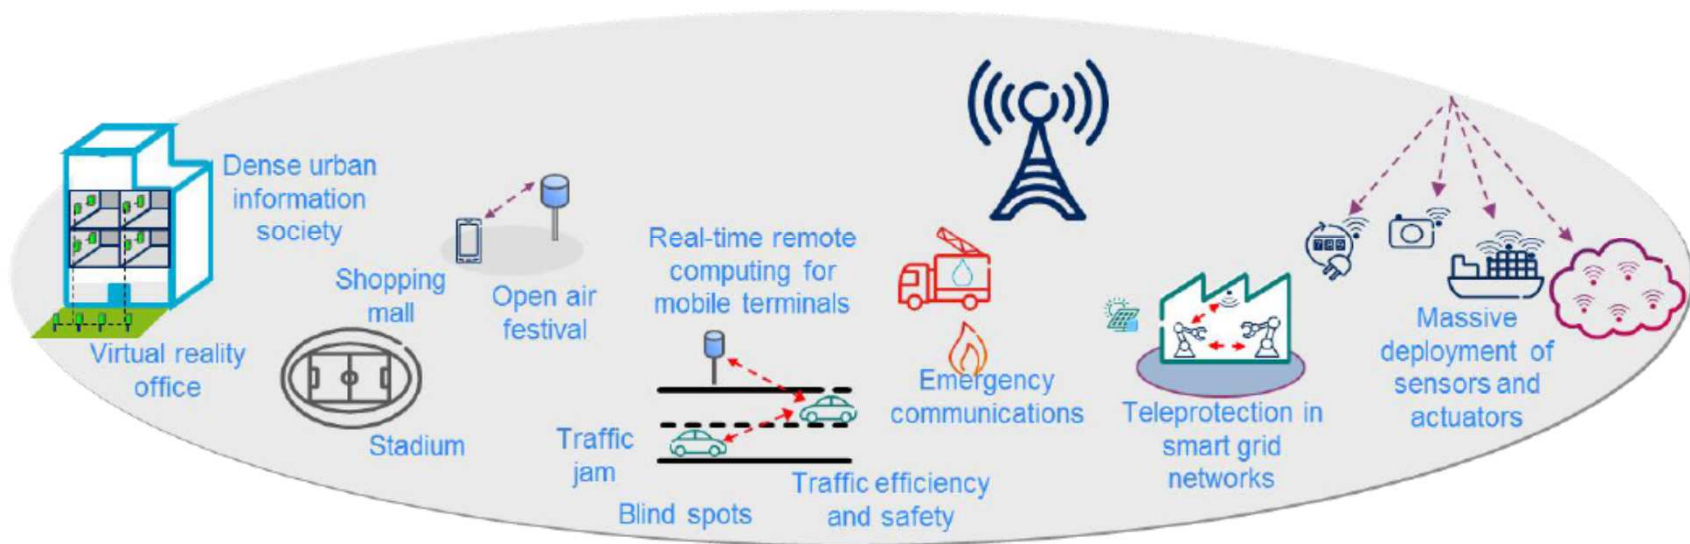 Dense urban
information
society
Virtual reality
office
Shopping
mall
Stadium
Open air
festival
Real-time remote
computing for
mobile terminals
Traffic
jam
Blind spots
Traffic efficiency
and safety
Emergency
communications
Teleprotection in
smart grid
networks
Massive
deployment of
sensors and
actuators